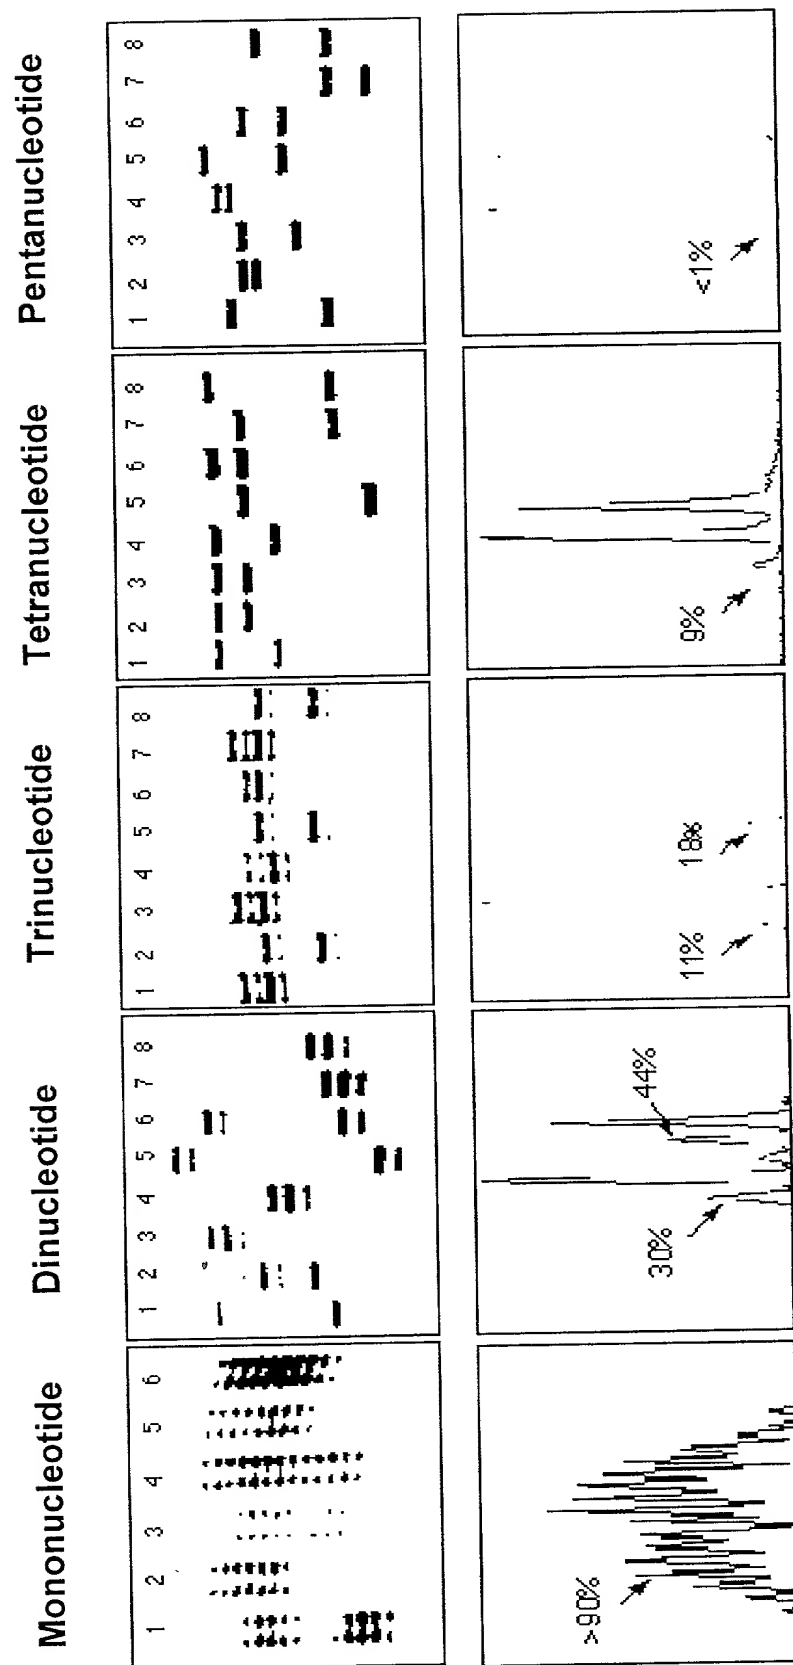 Mononucleotide
1 2 3 4 5 6
>90%
Dinucleotide
1 2 3 4 5 6 7 8
30%
44%
Trinucleotide
1 2 3 4 5 6 7 8
11%
18%
Tetranucleotide
1 2 3 4 5 6 7 8
9%
Pentanucleotide
1 2 3 4 5 6 7 8
<1%